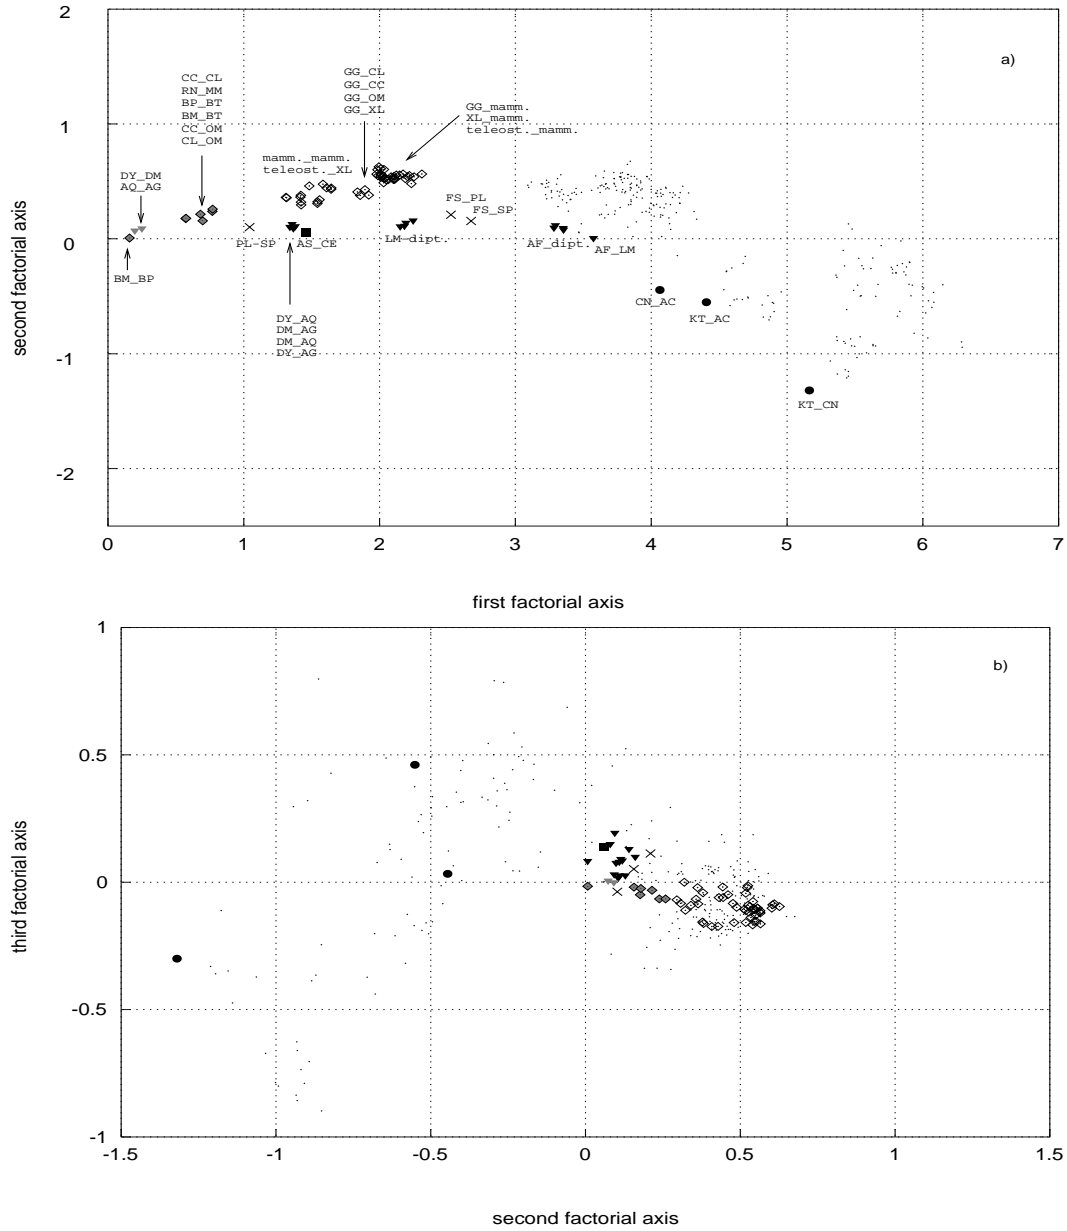 2
a)
GG_CL
CC_CL
GG_CC
RN_MM
GG_OM
BP_BT
GG_XL
GG_mamm.
BM_BT
XL_mamm.
1
CC_OM
teleost._mamm.
CL_OM
mamm._mamm.
teleost._XL
DY_DM
AQ_AG
FS_PL
FS_SP
0
PL-SP
AS_CE
LM-dipt.
AF_dipt.
AF_LM
BM_BP
CN_AC
KT_AC
DY_AQ
DM_AG
DM_AQ
DY_AG
-1
KT_CN
-2
second factorial axis
0 1 2 3 4 5 6 7
first factorial axis
1
b)
0.5
0
-0.5
-1
third factorial axis
-1.5 -1 -0.5 0 0.5 1 1.5
second factorial axis